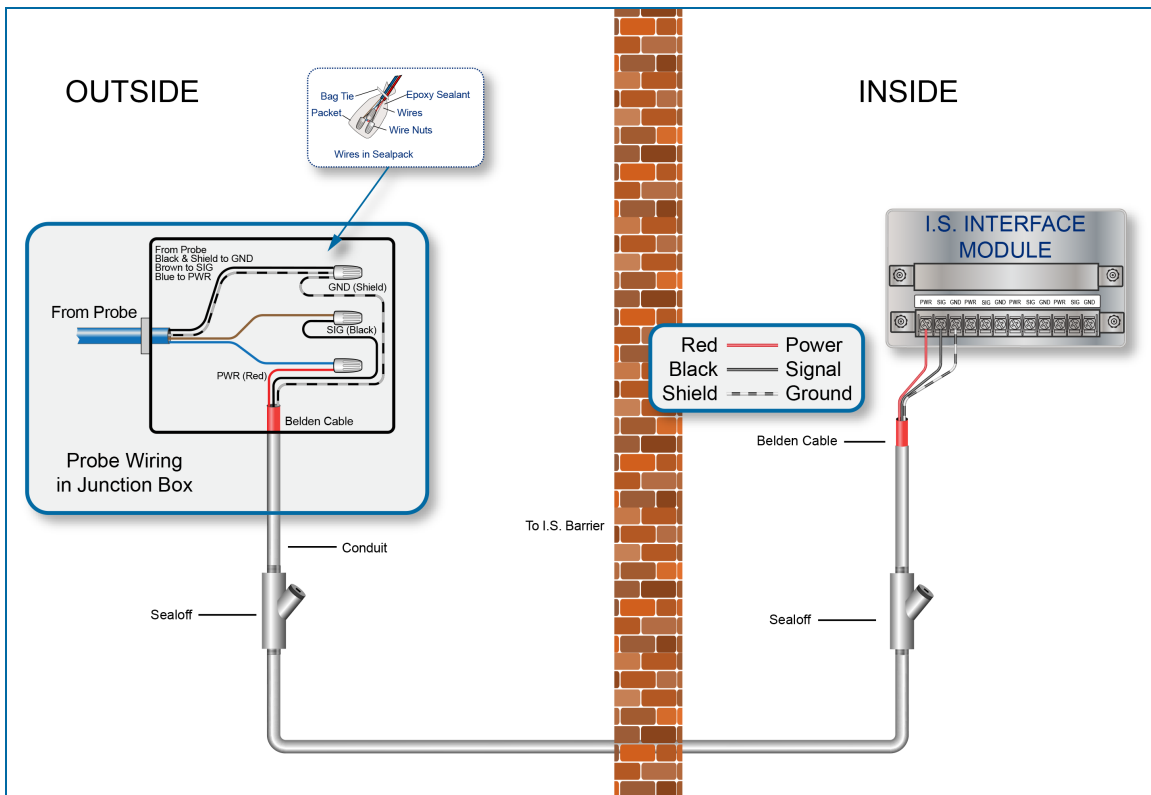 OUTSIDE
INSIDE
Bag Tie
Epoxy Sealant
Packet
Wires
Wire Nuts
Wires in Sealpack
I.S. INTERFACE
MODULE
From Probe
Black & Shield to GND
Brown to SIG
Blue to PWR
GND (Shield)
From Probe
SIG (Black)
PWR (Red)
Belden Cable
Probe Wiring
in Junction Box
PWR SIG GND PWR SIG GND PWR SIG GND PWR SIG GND
Red Power
Black Signal
Shield Ground
Belden Cable
To I.S. Barrier
Conduit
Sealoff
Sealoff